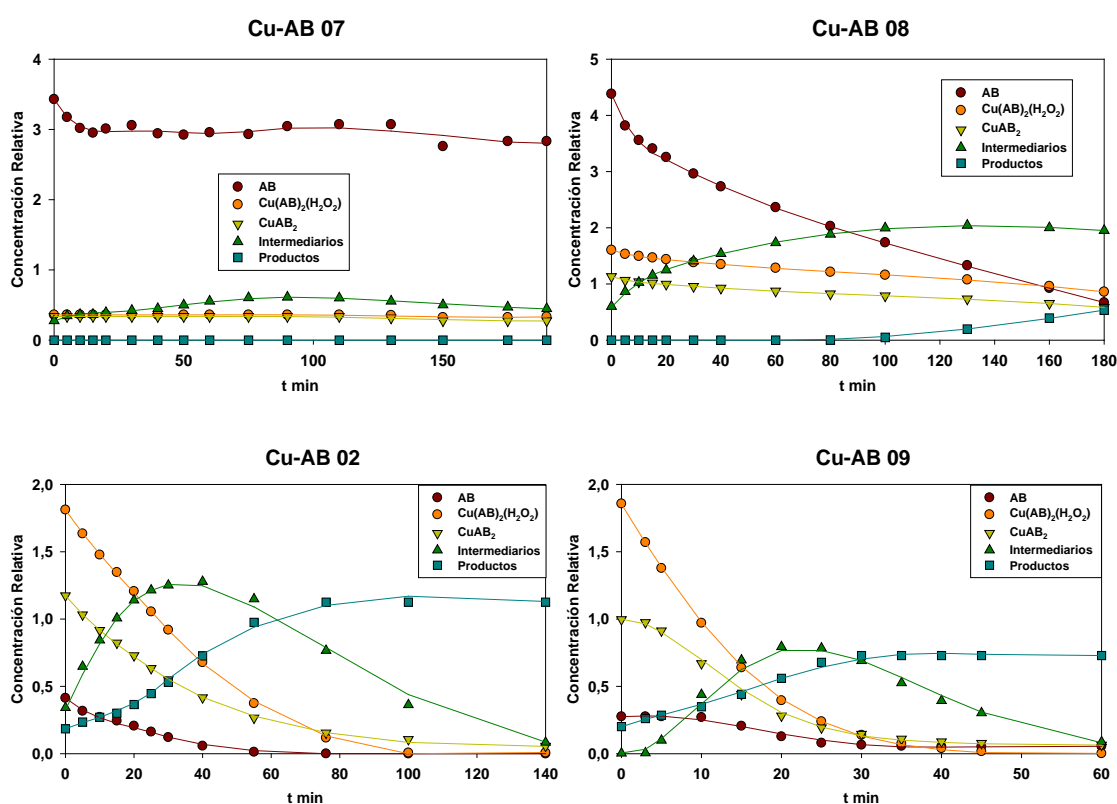 Cu-AB 07
Concentración Relativa
4
3
2
1
0
AB
Cu(AB)₂(H₂O₂)
CuAB₂
Intermediarios
Productos
0 50 100 150
t min
Cu-AB 08
Concentración Relativa
5
4
3
2
1
0
AB
Cu(AB)₂(H₂O₂)
CuAB₂
Intermediarios
Productos
0 20 40 60 80 100 120 140 160 180
t min
Cu-AB 02
Concentración Relativa
2,0
1,5
1,0
0,5
0,0
AB
Cu(AB)₂(H₂O₂)
CuAB₂
Intermediarios
Productos
0 20 40 60 80 100 120 140
t min
Cu-AB 09
Concentración Relativa
2,0
1,5
1,0
0,5
0,0
AB
Cu(AB)₂(H₂O₂)
CuAB₂
Intermediarios
Productos
0 10 20 30 40 50 60
t min